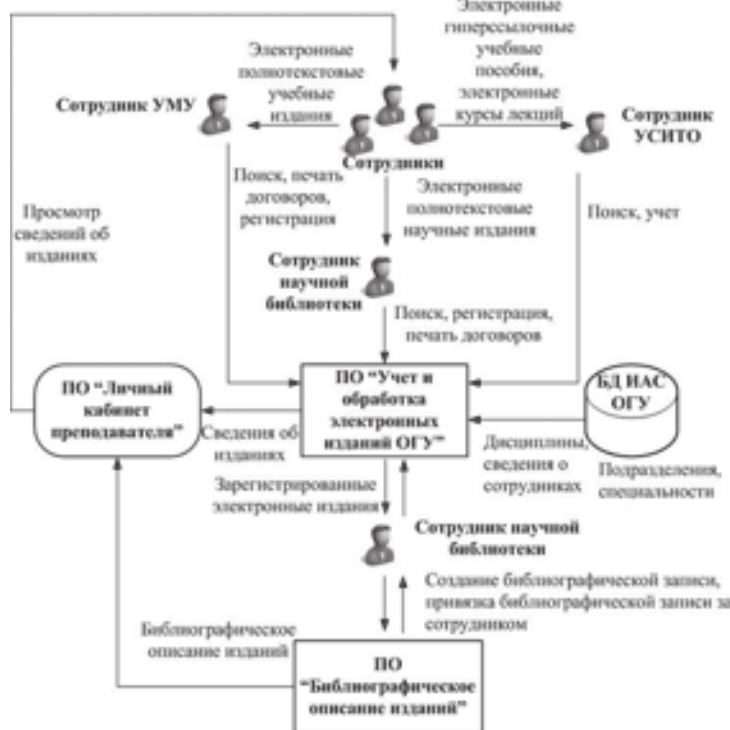 Электронные
гиперссылочные
учебные
пособия,
электронные
курсы лекций
Электронные
полнотекстовые
учебные
издания
Сотрудник УМУ
Сотрудник
УСИТО
Сотрудники
Поиск, печать
договоров,
регистрация
Электронные
полнотекстовые
научные издания
Просмотр
сведений об
изданиях
Поиск, учет
Сотрудник
научной
библиотеки
Поиск, регистрация,
печать договоров
ПО “Личный
кабинет
преподавателя”
ПО “Учет и
обработка
электронных
изданий ОГУ”
БД ИАС
ОГУ
Сведения об
изданиях
Дисциплины,
сведения о
сотрудниках
Подразделения,
специальности
Зарегистрированные
электронные издания
Сотрудник научной
библиотеки
Создание библиографической записи,
привязка библиографической записи за
сотрудником
Библиографическое
описание изданий
ПО
“Библиографическое
описание изданий”